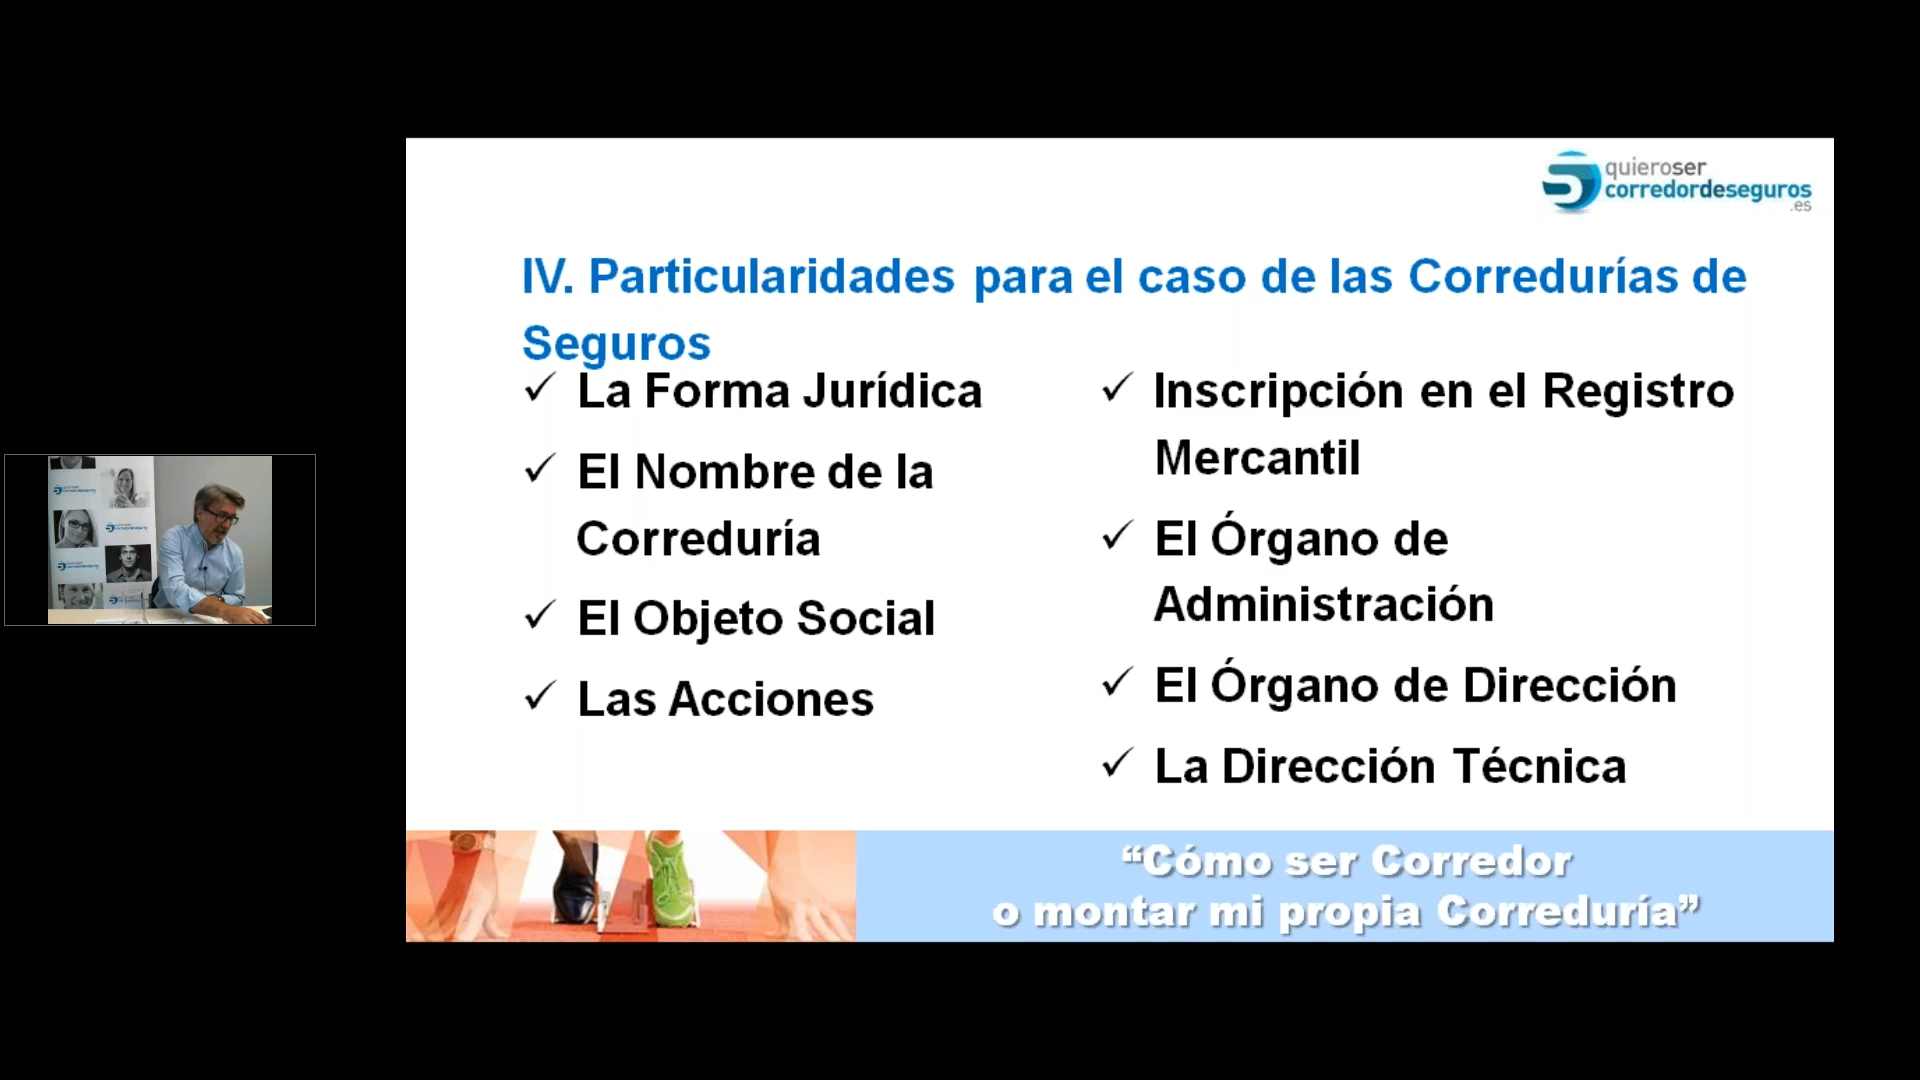 quieroser
corredordeseguros
.es
IV. Particularidades para el caso de las Corredurías de
Seguros
✓ La Forma Jurídica
✓ El Nombre de la
Correduría
✓ El Objeto Social
✓ Las Acciones
✓ Inscripción en el Registro
Mercantil
✓ El Órgano de
Administración
✓ El Órgano de Dirección
✓ La Dirección Técnica
“Cómo ser Corredor
o montar mi propia Correduría”